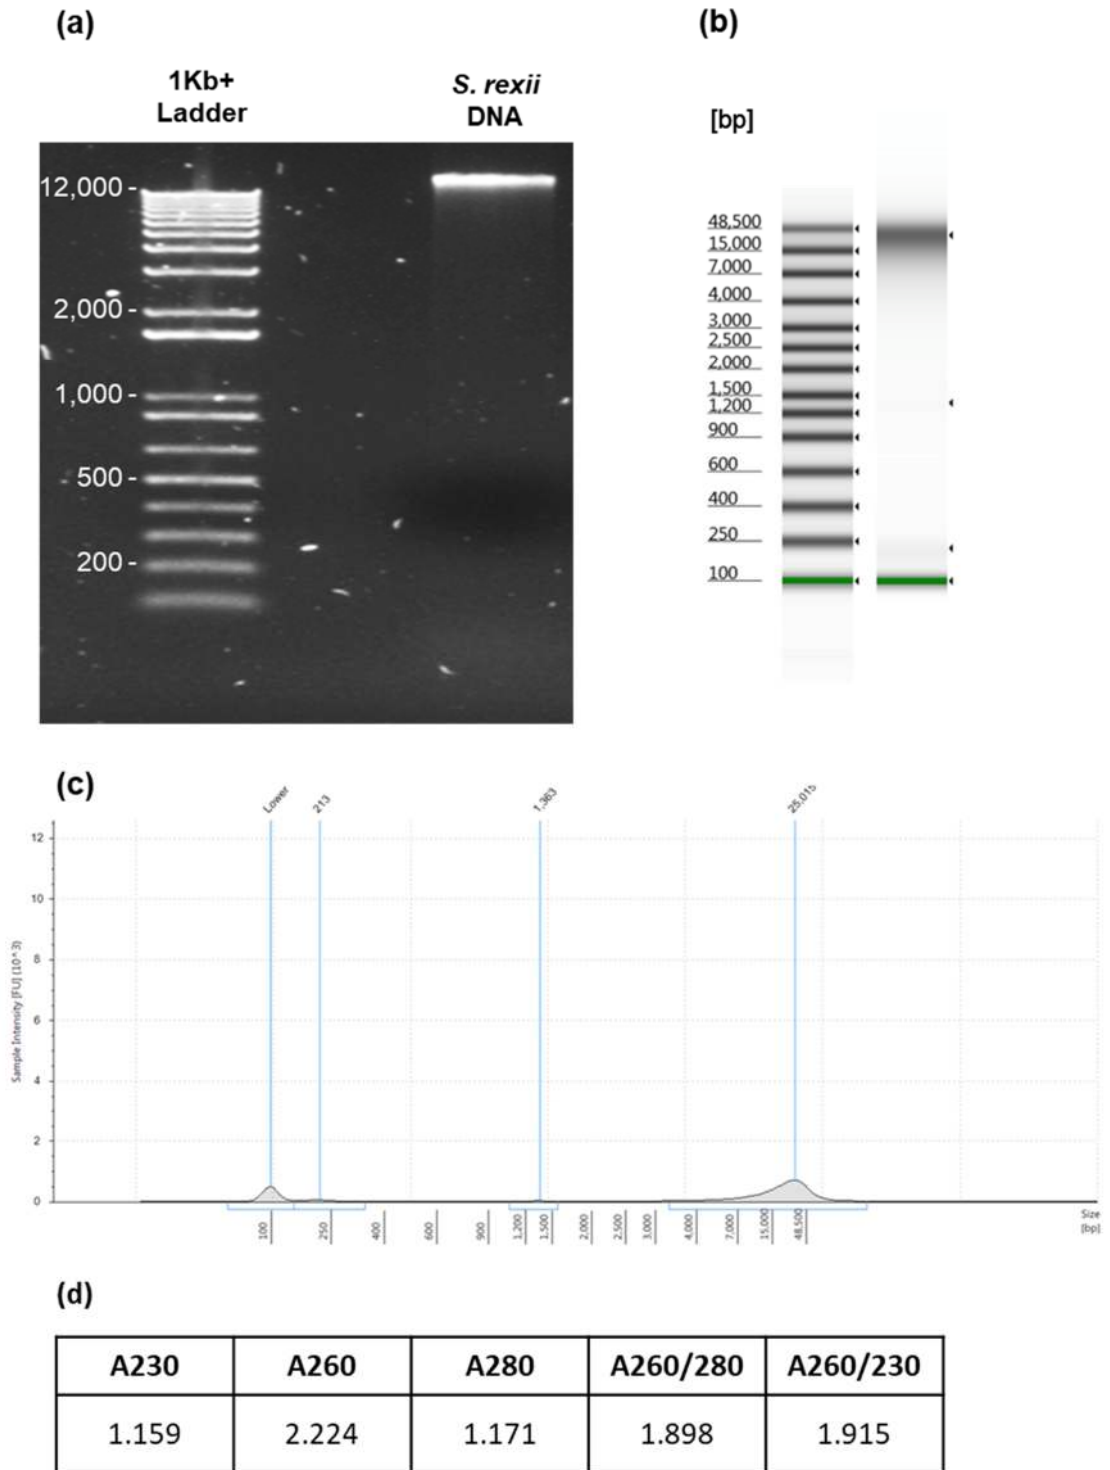 (a)
1Kb+
Ladder
S. rexii
DNA
12,000 -
2,000 -
1,000 -
500 -
200 -
(b)
[bp]
48,500
15,000
7,000
4,000
3,000
2,500
2,000
1,500
1,200
900
600
400
250
100
(c)
Lower
213
1,363
25,015
12
10
8
6
4
2
0
Sample Intensity [FU] (10^3)
100
250
400
600
900
1,200
1,500
2,000
2,500
3,000
4,000
7,000
15,000
48,500
Size
[bp]
(d)
A230 A260 A280 A260/280 A260/230
1.159 2.224 1.171 1.898 1.915